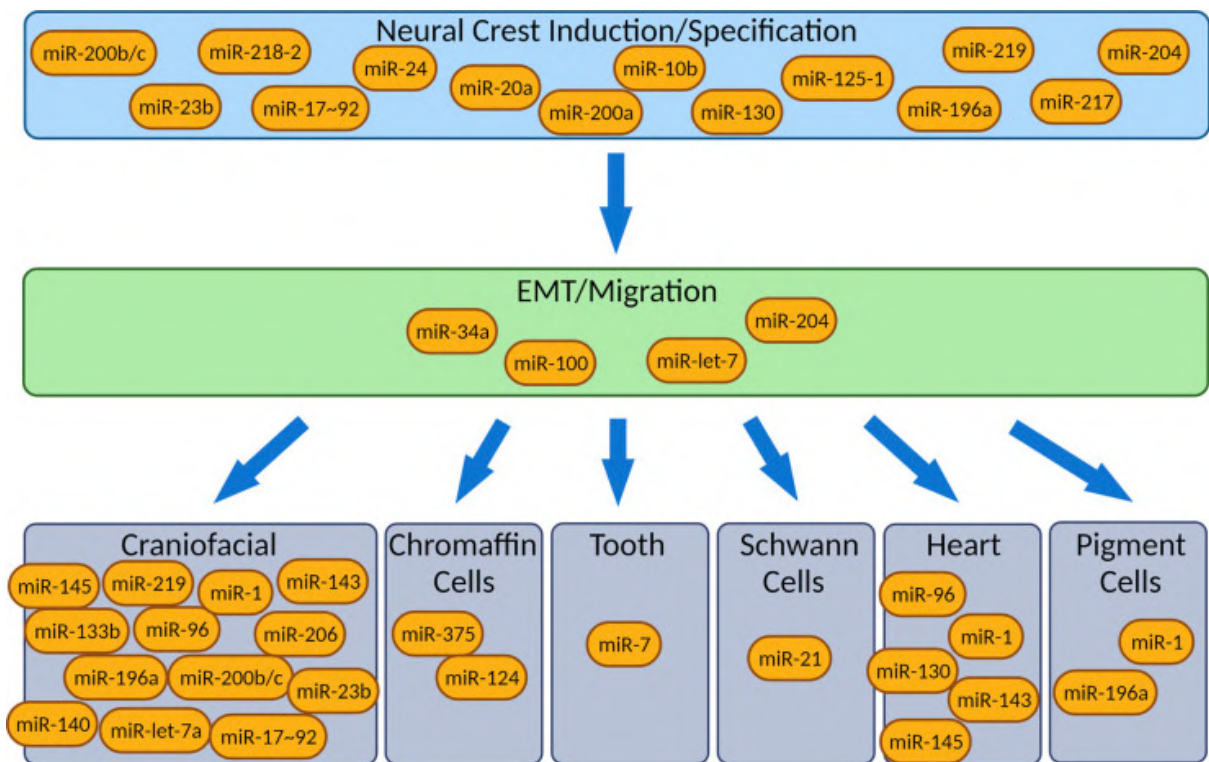 Neural Crest Induction/Specification
miR-200b/c
miR-218-2
miR-24
miR-20a
miR-10b
miR-125-1
miR-219
miR-204
miR-23b
miR-17~92
miR-200a
miR-130
miR-196a
miR-217
EMT/Migration
miR-34a
miR-100
miR-let-7
miR-204
Craniofacial
miR-145
miR-219
miR-1
miR-143
miR-133b
miR-96
miR-206
miR-196a
miR-200b/c
miR-23b
miR-140
miR-let-7a
miR-17~92
Chromaffin
Cells
miR-375
miR-124
Tooth
miR-7
Schwann
Cells
miR-21
Heart
miR-96
miR-1
miR-130
miR-143
miR-145
Pigment
Cells
miR-1
miR-196a